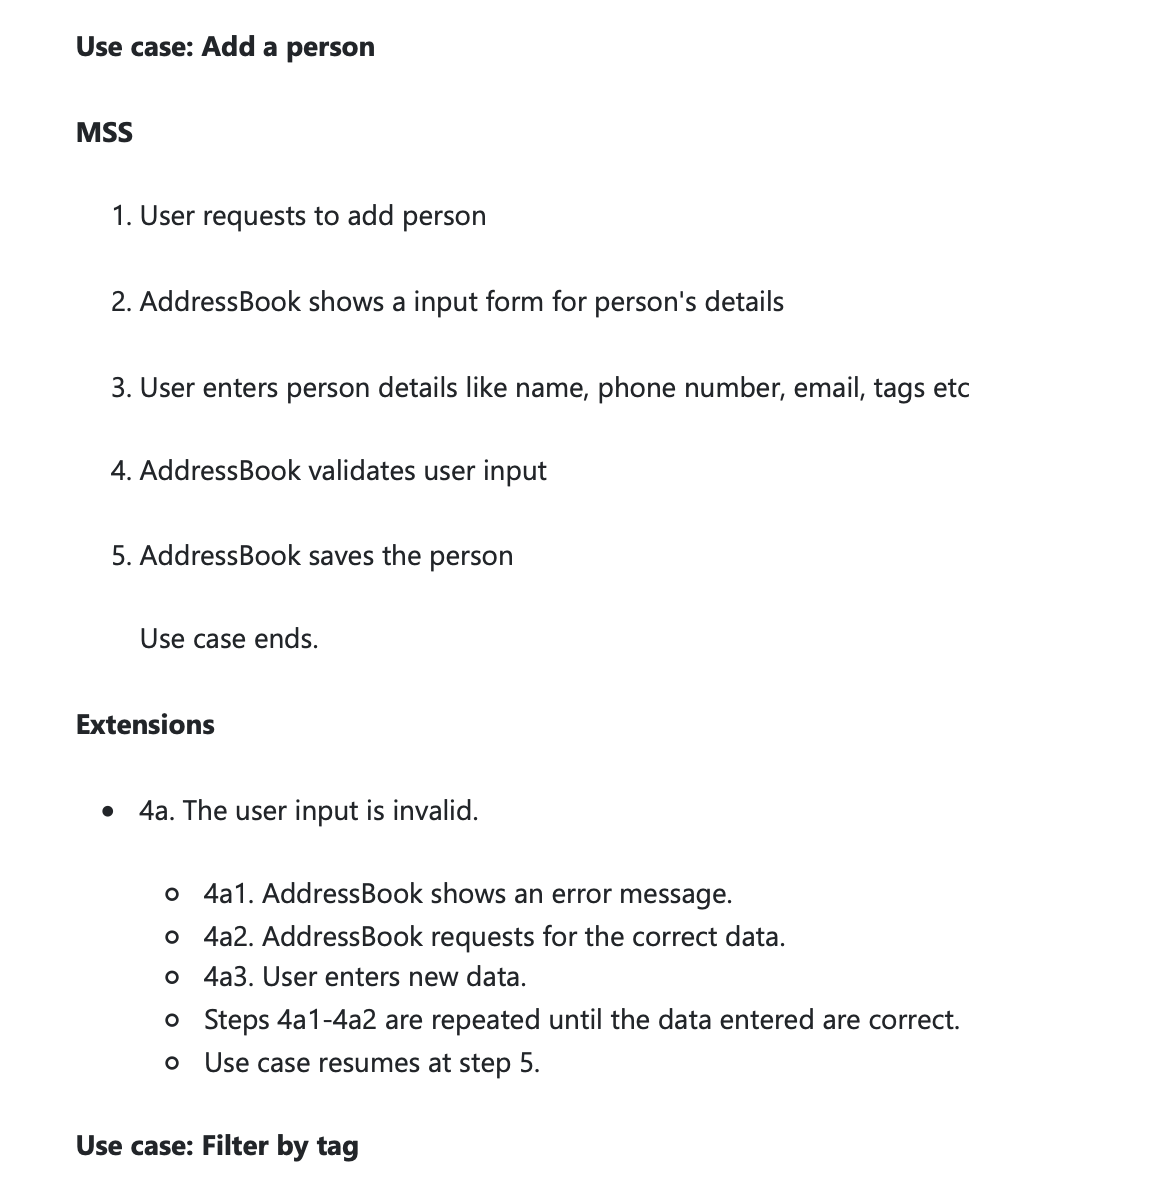 Use case: Add a person
MSS
1. User requests to add person
2. AddressBook shows a input form for person's details
3. User enters person details like name, phone number, email, tags etc
4. AddressBook validates user input
5. AddressBook saves the person
Use case ends.
Extensions
• 4a. The user input is invalid.
○ 4a1. AddressBook shows an error message.
○ 4a2. AddressBook requests for the correct data.
○ 4a3. User enters new data.
○ Steps 4a1-4a2 are repeated until the data entered are correct.
○ Use case resumes at step 5.
Use case: Filter by tag